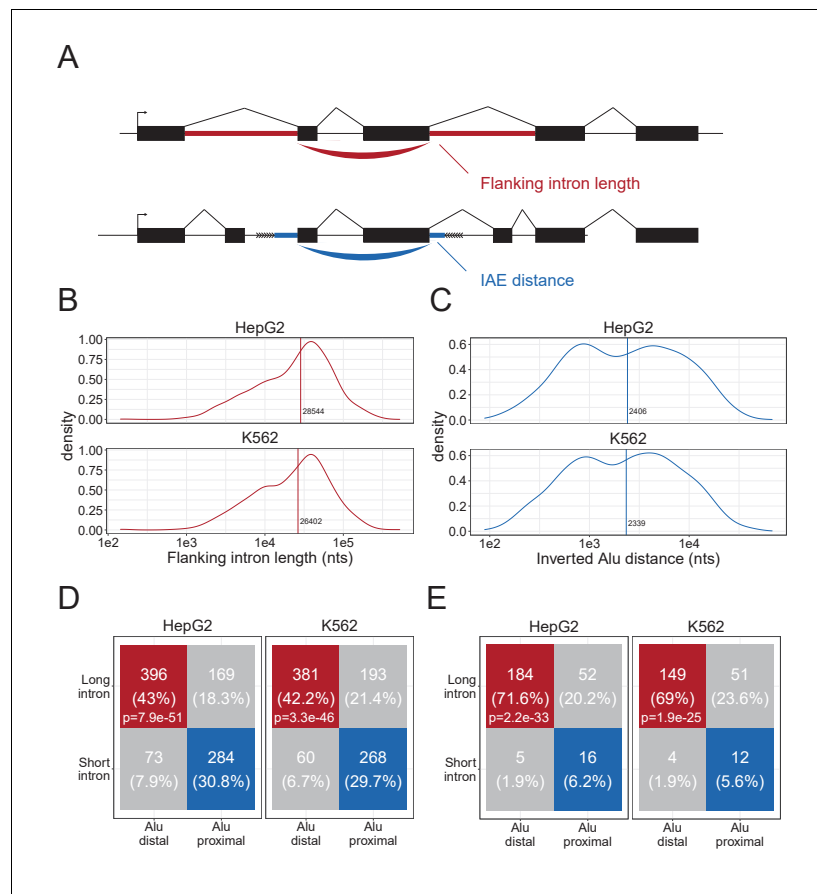 A
Flanking intron length
IAE distance
B
HepG2
1.00
0.75
0.50
0.25
0.00
28544
K562
1.00
0.75
0.50
0.25
0.00
26402
density
1e2 1e3 1e4 1e5
Flanking intron length (nts)
C
HepG2
0.6
0.4
0.2
0.0
2406
K562
0.6
0.4
0.2
0.0
2339
density
1e2 1e3 1e4
Inverted Alu distance (nts)
D
HepG2 K562
Long
intron
396 169 381 193
(43%) (18.3%) (42.2%) (21.4%)
p=7.9e-51 p=3.3e-46
Short
intron
73 284 60 268
(7.9%) (30.8%) (6.7%) (29.7%)
Alu Alu Alu Alu
distal proximal distal proximal
E
HepG2 K562
Long
intron
184 52 149 51
(71.6%) (20.2%) (69%) (23.6%)
p=2.2e-33 p=1.9e-25
Short
intron
5 16 4 12
(1.9%) (6.2%) (1.9%) (5.6%)
Alu Alu Alu Alu
distal proximal distal proximal